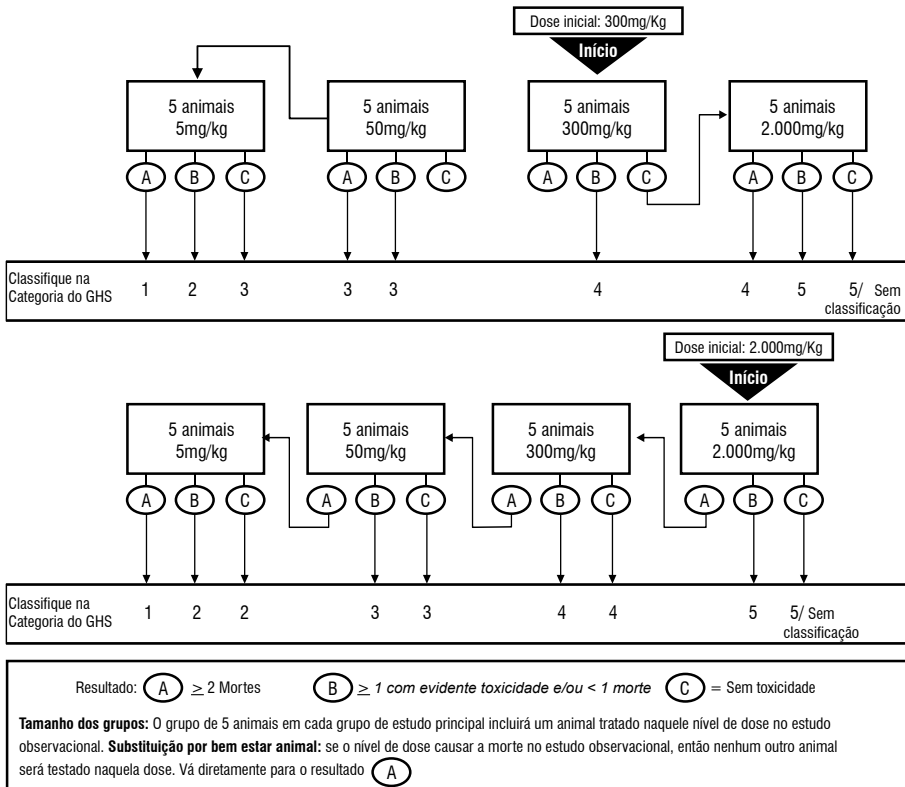 Dose inicial: 300mg/Kg
Início
5 animais
5mg/kg
5 animais
50mg/kg
5 animais
300mg/kg
5 animais
2.000mg/kg
A B C A B C A B C A B C
Classifique na
Categoria do GHS
1 2 3 3 3 4 4 5 5/ Sem
classificação
Dose inicial: 2.000mg/Kg
Início
5 animais
5mg/kg
5 animais
50mg/kg
5 animais
300mg/kg
5 animais
2.000mg/kg
A B C A B C A B C A B C
Classifique na
Categoria do GHS
1 2 2 3 3 4 4 5 5/ Sem
classificação
Resultado: A ≥ 2 Mortes B ≥ 1 com evidente toxicidade e/ou < 1 morte C = Sem toxicidade
Tamanho dos grupos: O grupo de 5 animais em cada grupo de estudo principal incluirá um animal tratado naquele nível de dose no estudo
observacional. Substituição por bem estar animal: se o nível de dose causar a morte no estudo observacional, então nenhum outro animal
será testado naquela dose. Vá diretamente para o resultado A